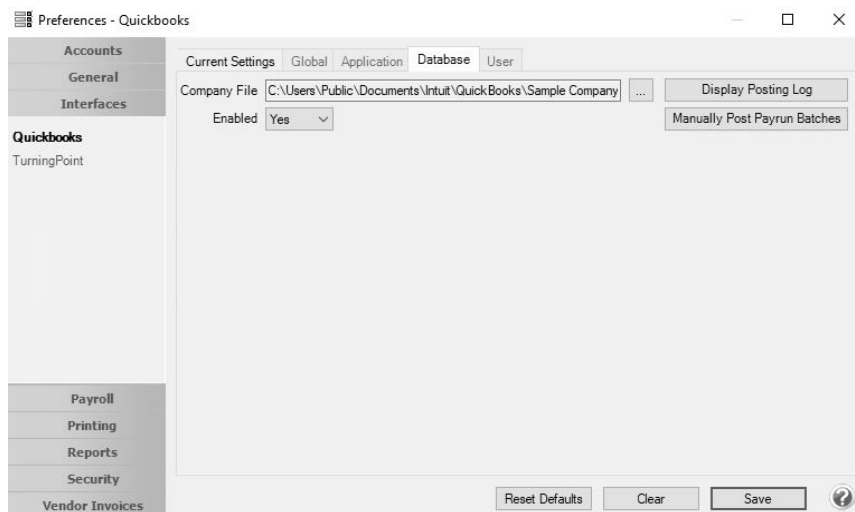 Preferences - Quickbooks
Accounts
General
Interfaces
Quickbooks
TurningPoint
Payroll
Printing
Reports
Security
Vendor Invoices
Current Settings Global Application Database User
Company File C:\Users\Public\Documents\Intuit\QuickBooks\Sample Company ... Display Posting Log
Enabled Yes Manually Post Payrun Batches
Reset Defaults Clear Save ?